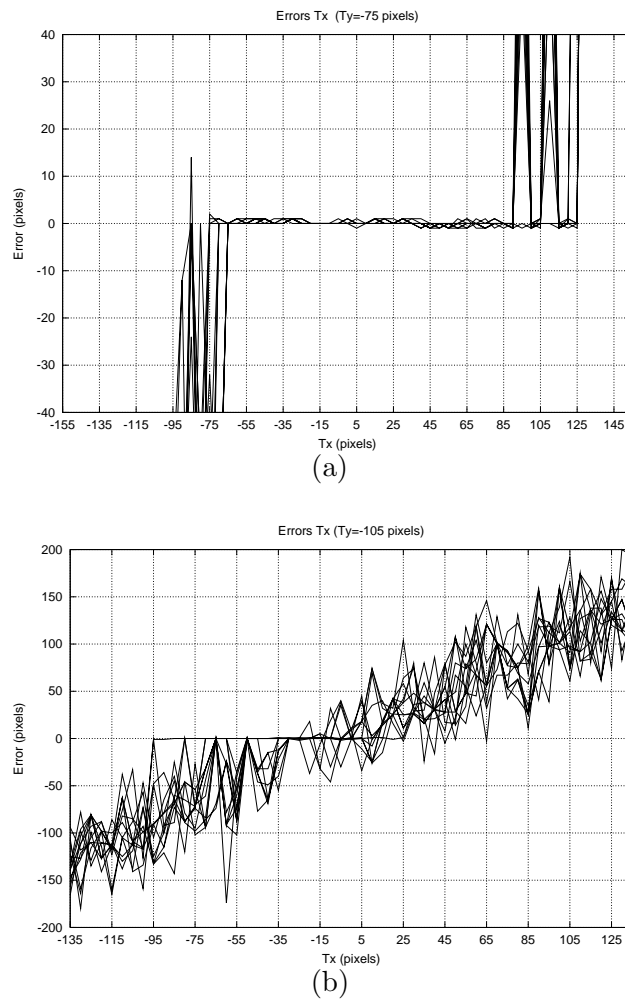 Errors Tx (Ty=-75 pixels)
40
30
20
10
0
-10
-20
-30
-40
Error (pixels)
-155 -135 -115 -95 -75 -55 -35 -15 5 25 45 65 85 105 125 145
Tx (pixels)
(a)
Errors Tx (Ty=-105 pixels)
200
150
100
50
0
-50
-100
-150
-200
Error (pixels)
-135 -115 -95 -75 -55 -35 -15 5 25 45 65 85 105 125
Tx (pixels)
(b)